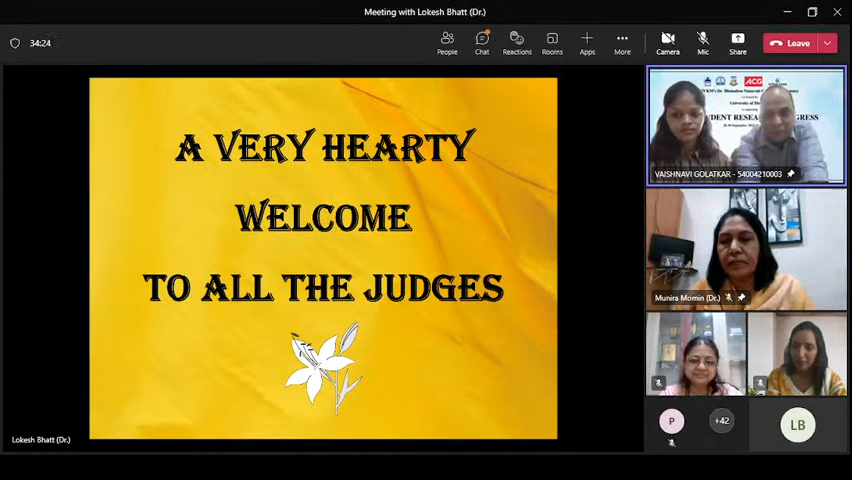 Meeting with Lokesh Bhatt (Dr.)
34:24
People
Chat
Reactions
Rooms
Apps
More
Camera
Mic
Share
Leave
A VERY HEARTY
WELCOME
TO ALL THE JUDGES
Lokesh Bhatt (Dr.)
ACG
VAISHNAVI GOLATKAR - 54004210003
Munira Momin (Dr.)
P
+42
LB